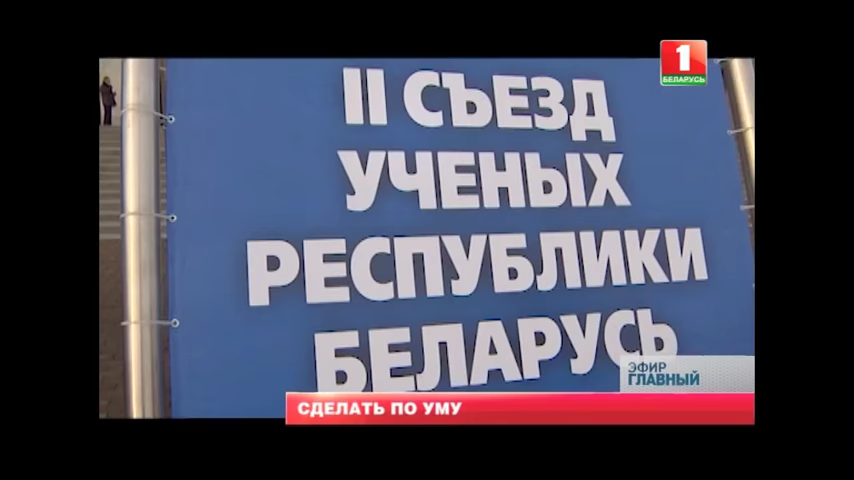 1
БЕЛАРУСЬ
II СЪЕЗД
УЧЕНЫХ
РЕСПУБЛИКИ
БЕЛАРУСЬ
ЭФИР
ГЛАВНЫЙ
СДЕЛАТЬ ПО УМУ